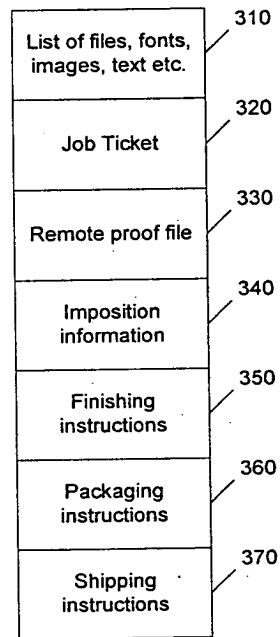 310
List of files, fonts,
images, text etc.
320
Job Ticket
330
Remote proof file
340
Imposition
information
350
Finishing
instructions
360
Packaging
instructions
370
Shipping
instructions